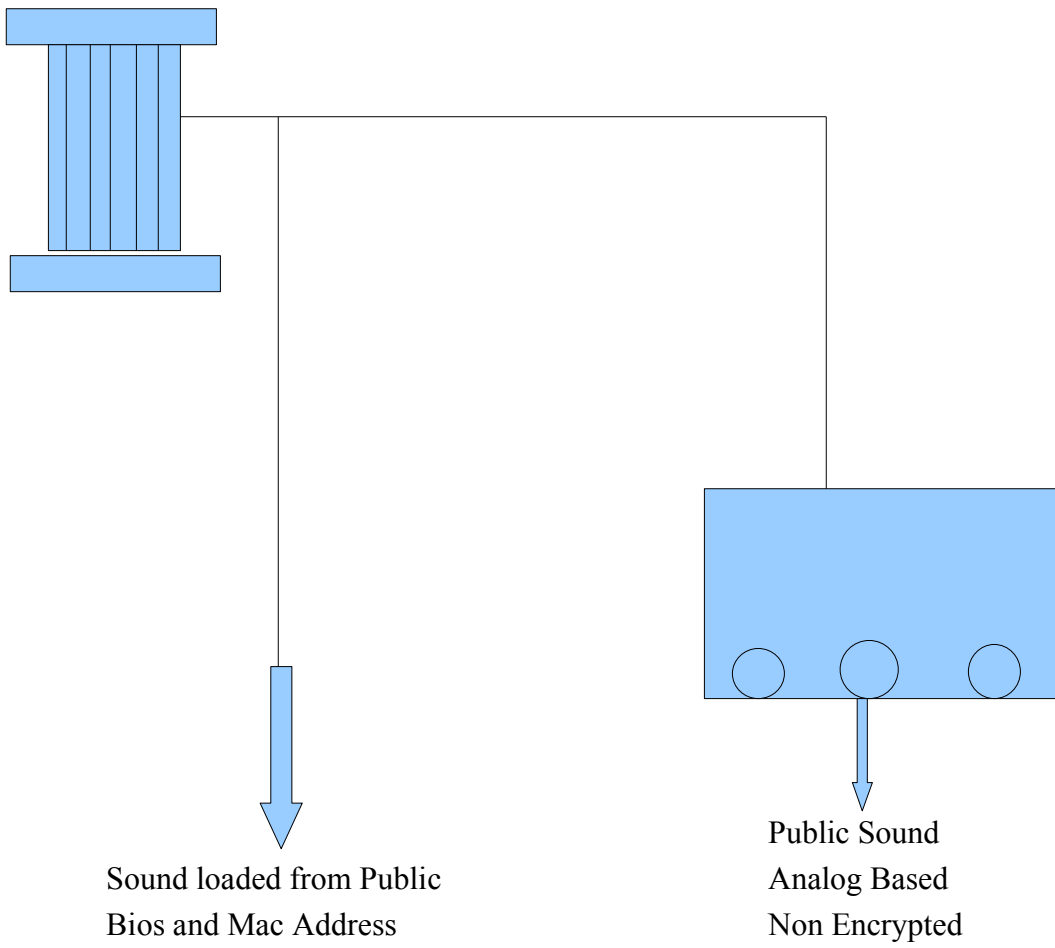 Sound loaded from Public
Bios and Mac Address
Public Sound
Analog Based
Non Encrypted